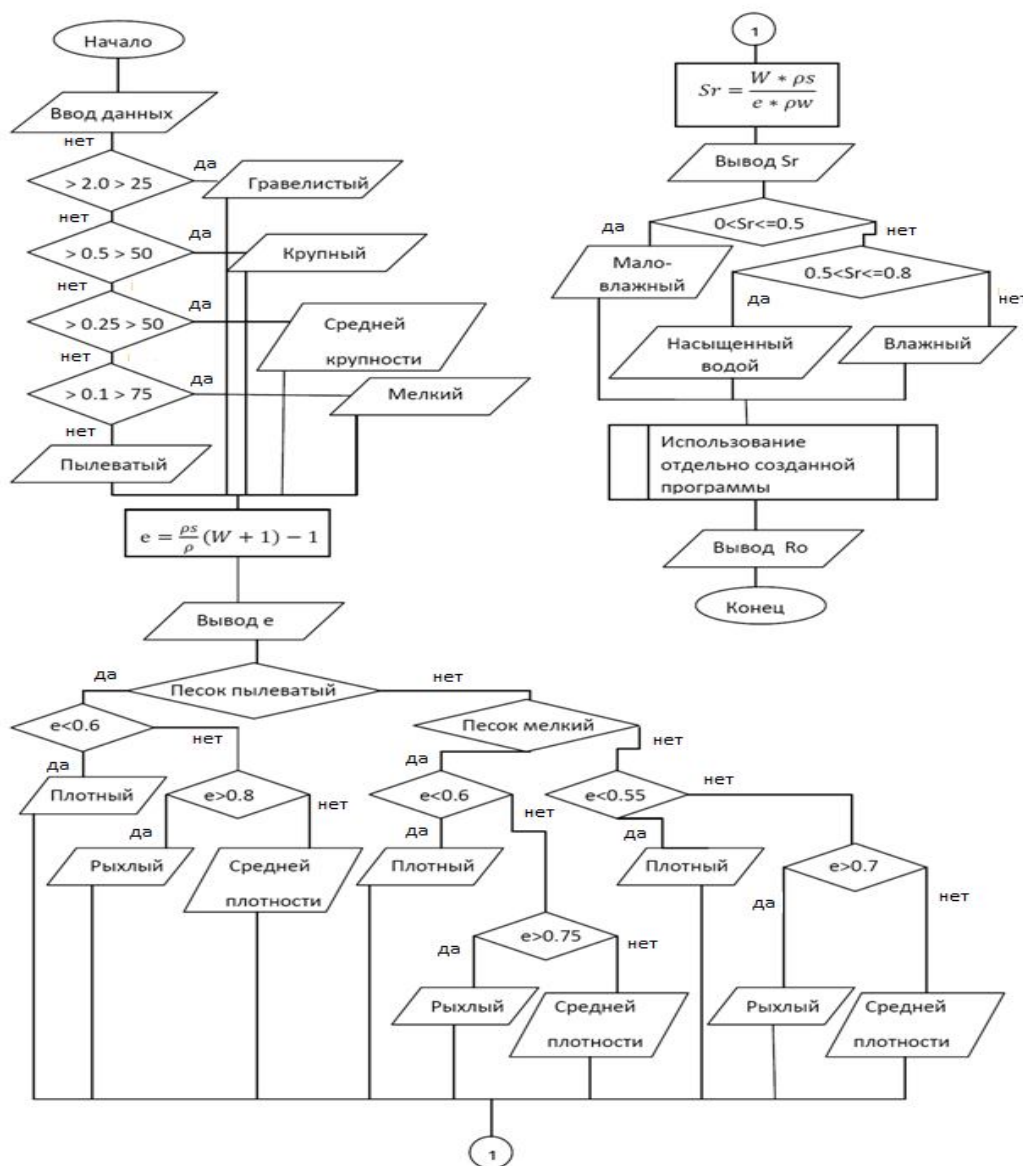 Начало
Ввод данных
нет
> 2.0 > 25
да
Гравелистый
нет
> 0.5 > 50
да
Крупный
нет
> 0.25 > 50
да
Средней
крупности
нет
> 0.1 > 75
да
Мелкий
нет
Пылеватый
e = ρs/ρ (W + 1) − 1
Вывод e
да
Песок пылеватый
нет
e<0.6
нет
да
Плотный
e>0.8
нет
да
Рыхлый
Средней
плотности
Песок мелкий
да
нет
e<0.6
нет
да
Плотный
e>0.75
да
нет
Рыхлый
Средней
плотности
e<0.55
нет
да
Плотный
e>0.7
да
нет
Рыхлый
Средней
плотности
1
1
Sr = W * ρs / e * ρw
Вывод Sr
0<Sr<=0.5
да
нет
Мало-
влажный
0.5<Sr<=0.8
да
нет
Насыщенный
водой
Влажный
Использование
отдельно созданной
программы
Вывод Ro
Конец